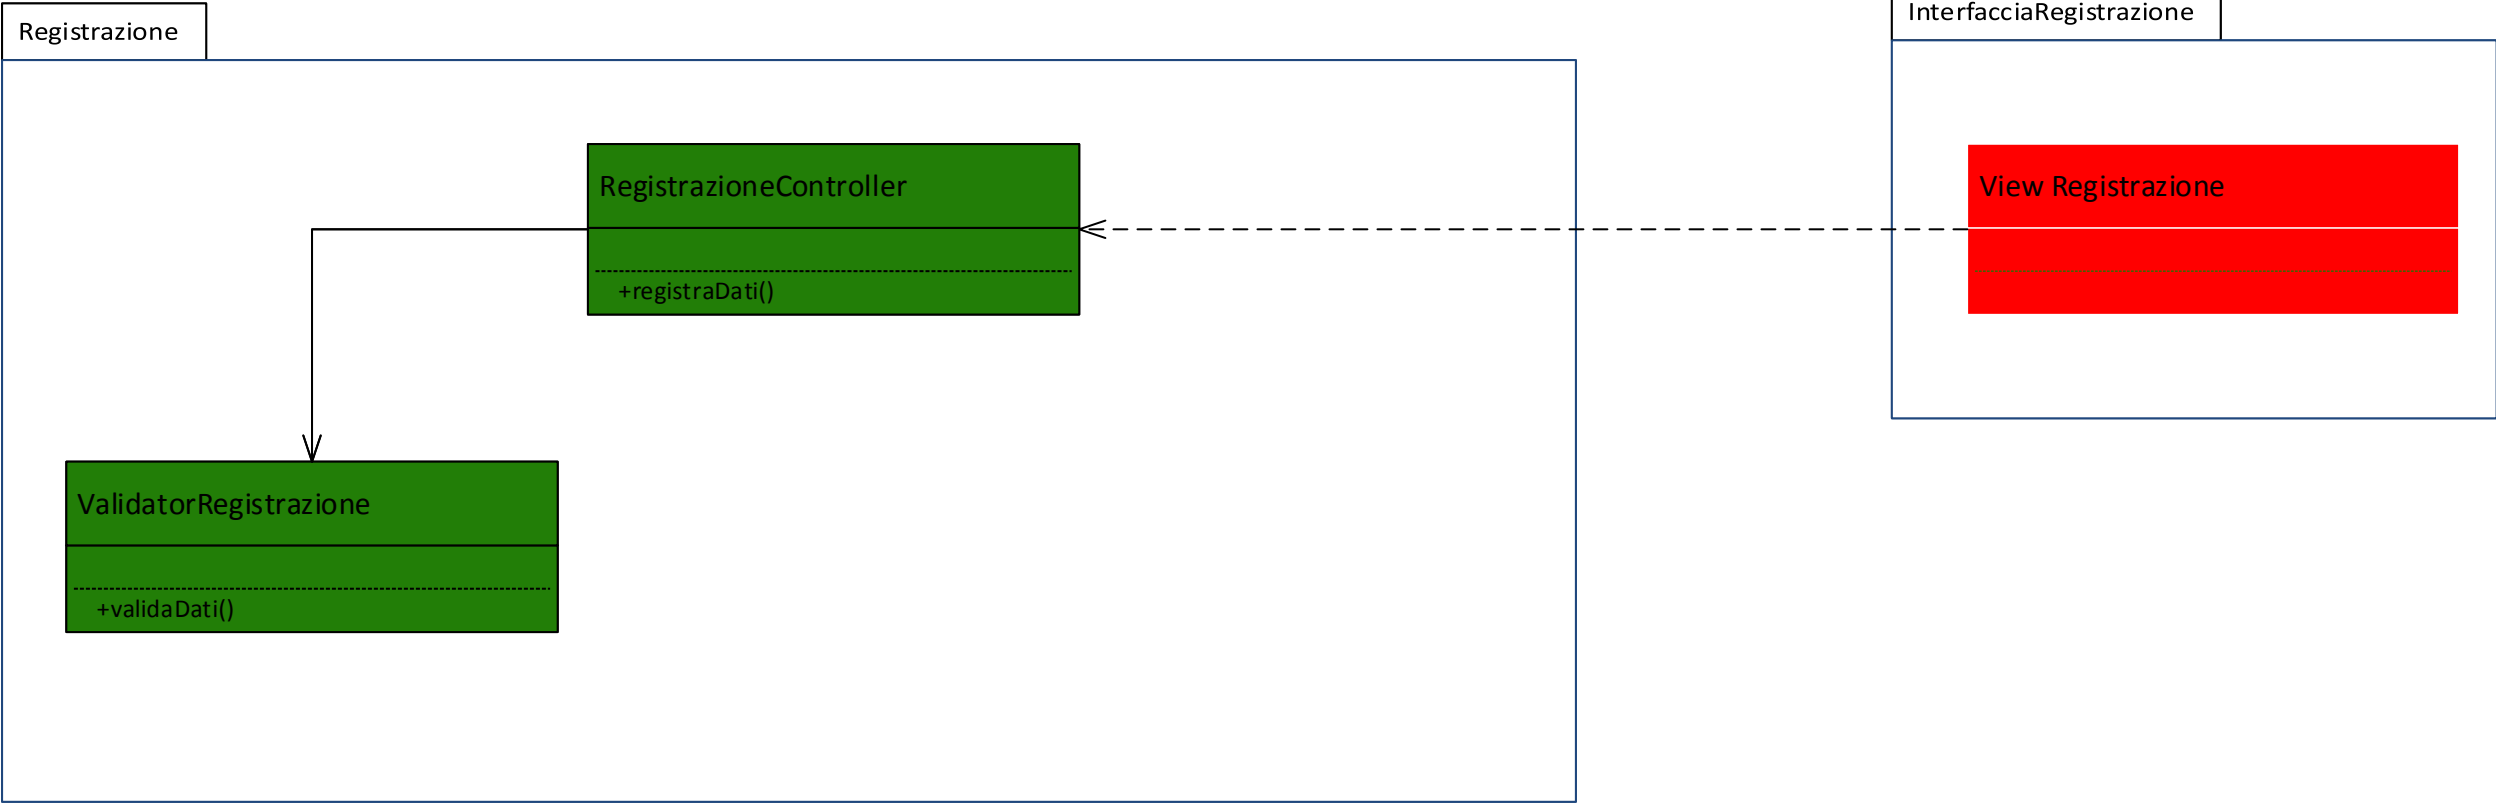 Registrazione
InterfacciaRegistrazione
RegistrazioneController
+registraDati()
View Registrazione
ValidatorRegistrazione
+validaDati()